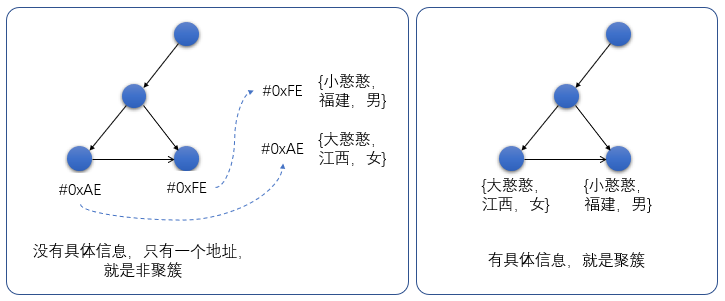 #0xFE
{小憨憨,
福建, 男}
#0xAE
{大憨憨,
江西, 女}
#0xAE
#0xFE
没有具体信息, 只有一个地址,
就是非聚簇
{大憨憨,
江西, 女}
{小憨憨,
福建, 男}
有具体信息, 就是聚簇